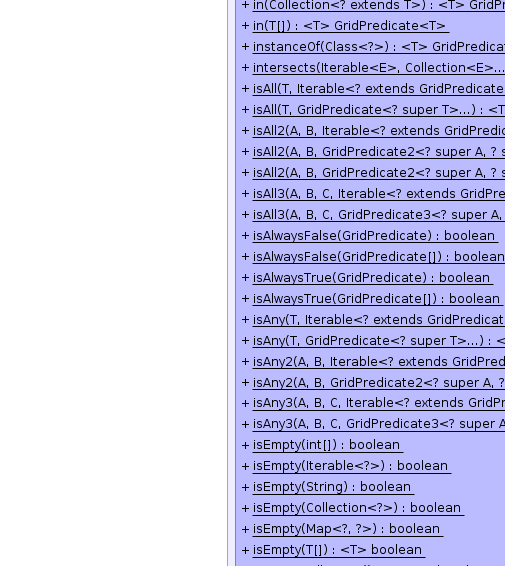 + in(Collection<? extends T>) : <T> GridPr
+ in(T[]) : <T> GridPredicate<T>
+ instanceOf(Class<?>) : <T> GridPredicat
+ intersects(Iterable<E>, Collection<E>...
+ isAll(T, Iterable<? extends GridPredicate
+ isAll(T, GridPredicate<? super T>...) : <T
+ isAll2(A, B, Iterable<? extends GridPredic
+ isAll2(A, B, GridPredicate2<? super A, ? s
+ isAll2(A, B, GridPredicate2<? super A, ? s
+ isAll3(A, B, C, Iterable<? extends GridPre
+ isAll3(A, B, C, GridPredicate3<? super A,
+ isAlwaysFalse(GridPredicate) : boolean
+ isAlwaysFalse(GridPredicate[]) : boolean
+ isAlwaysTrue(GridPredicate) : boolean
+ isAlwaysTrue(GridPredicate[]) : boolean
+ isAny(T, Iterable<? extends GridPredicat
+ isAny(T, GridPredicate<? super T>...) : <
+ isAny2(A, B, Iterable<? extends GridPred
+ isAny2(A, B, GridPredicate2<? super A, ?
+ isAny3(A, B, C, Iterable<? extends GridPr
+ isAny3(A, B, C, GridPredicate3<? super A
+ isEmpty(int[]) : boolean
+ isEmpty(Iterable<?>) : boolean
+ isEmpty(String) : boolean
+ isEmpty(Collection<?>) : boolean
+ isEmpty(Map<?, ?>) : boolean
+ isEmpty(T[]) : <T> boolean